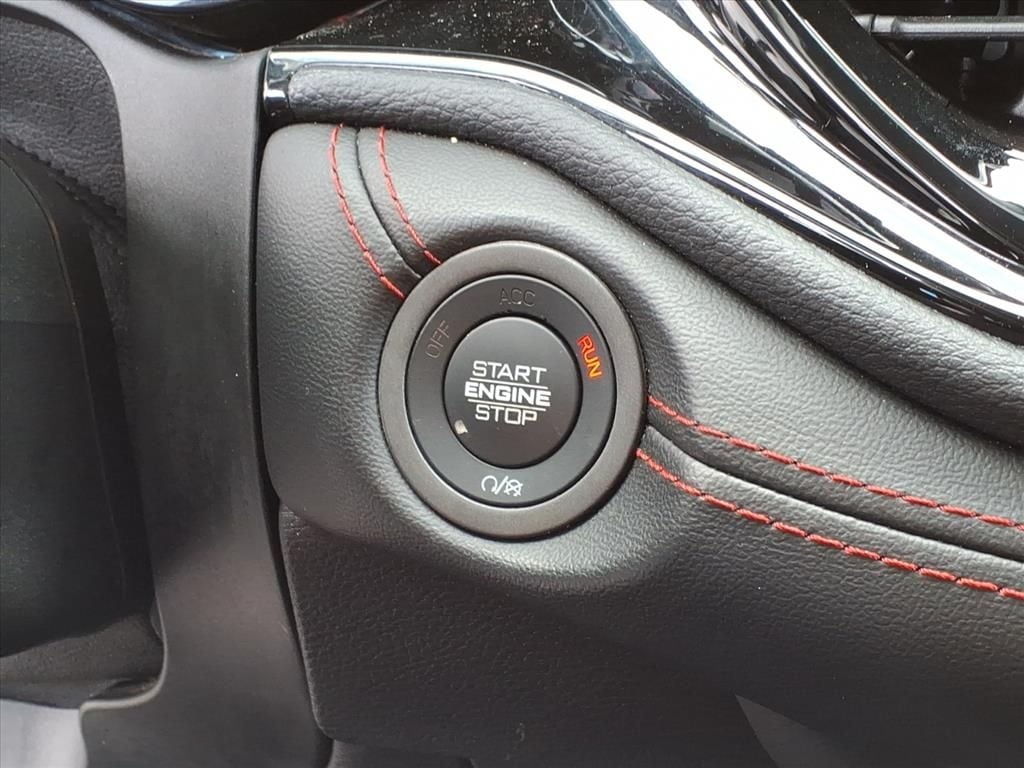 ACC
OFF
RUN
START
ENGINE
STOP